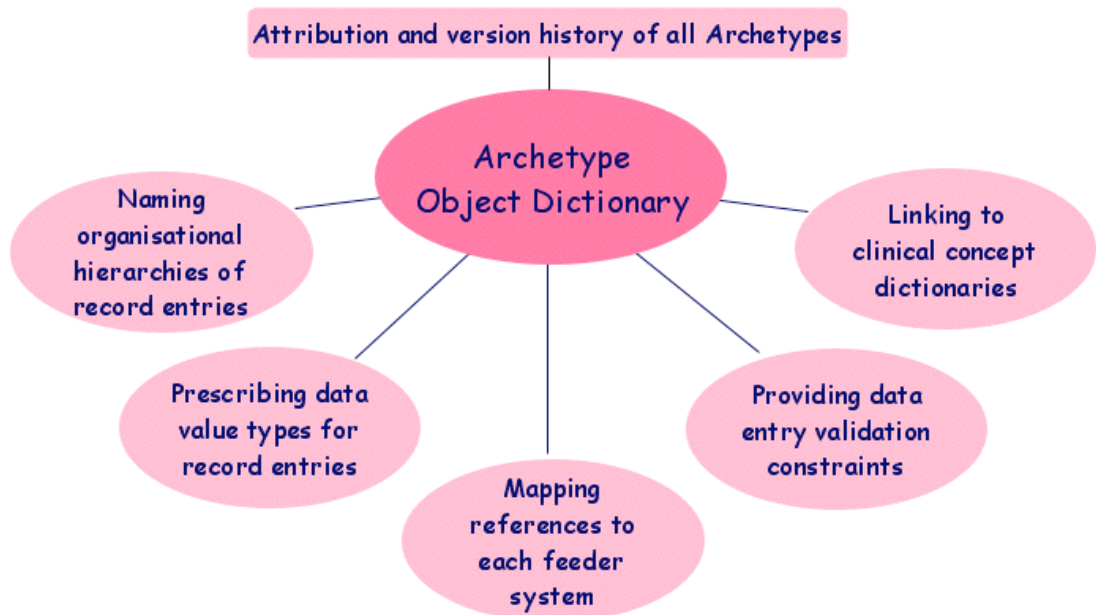 Attribution and version history of all Archetypes
Archetype
Object Dictionary
Naming
organisational
hierarchies of
record entries
Linking to
clinical concept
dictionaries
Prescribing data
value types for
record entries
Providing data
entry validation
constraints
Mapping
references to
each feeder
system